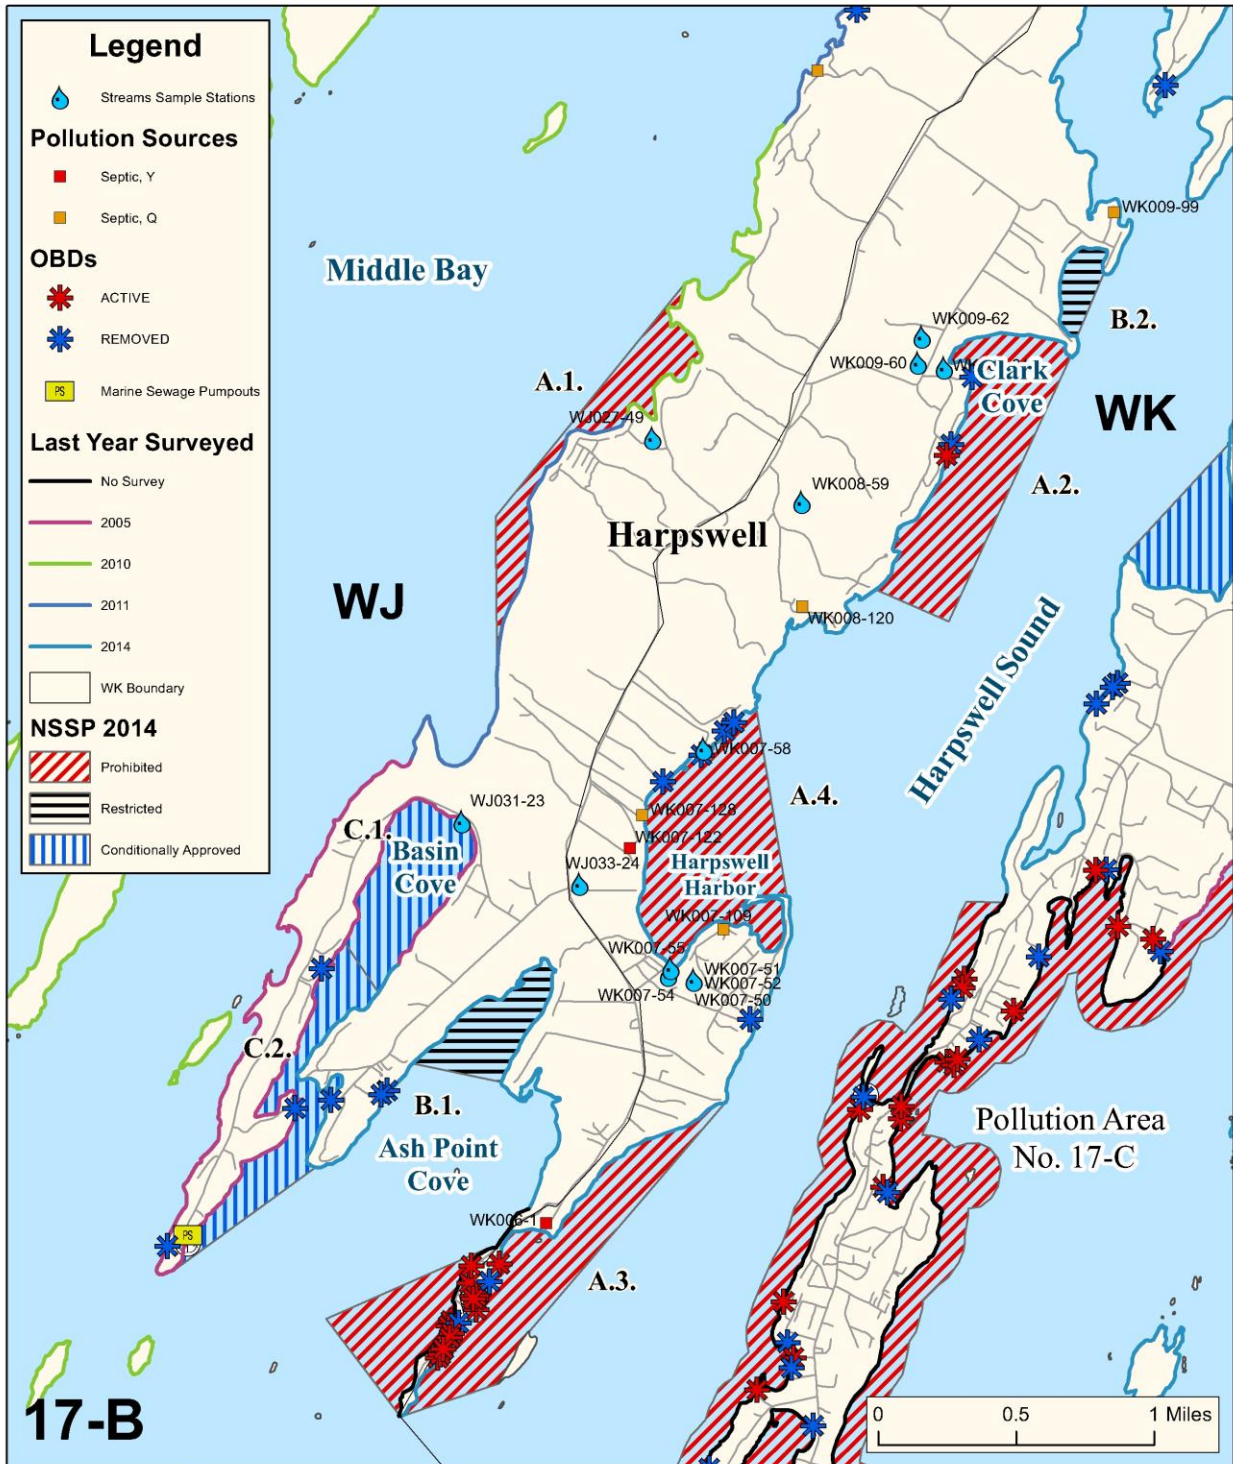 Legend
Streams Sample Stations
Pollution Sources
Septic, Y
Septic, Q
OBDs
ACTIVE
REMOVED
PS
Marine Sewage Pumpouts
Last Year Surveyed
No Survey
2005
2010
2011
2014
WK Boundary
NSSP 2014
Prohibited
Restricted
Conditionally Approved
WK009-99
Middle Bay
B.2.
WK009-62
WK009-60
Clark
Cove
A.1.
WK
WJ027-49
A.2.
WK008-59
Harpswell
WJ
WK008-120
Harpswell Sound
WK007-58
A.4.
WJ031-23
WK007-128
C.1.
WK007-122
Basin
Cove
WJ033-24
Harpswell
Harbor
WK007-109
WK007-55
WK007-51
WK007-52
WK007-54
WK007-50
C.2.
B.1.
Ash Point
Cove
Pollution Area
No. 17-C
WK006-1
PS
A.3.
17-B
0
0.5
1 Miles